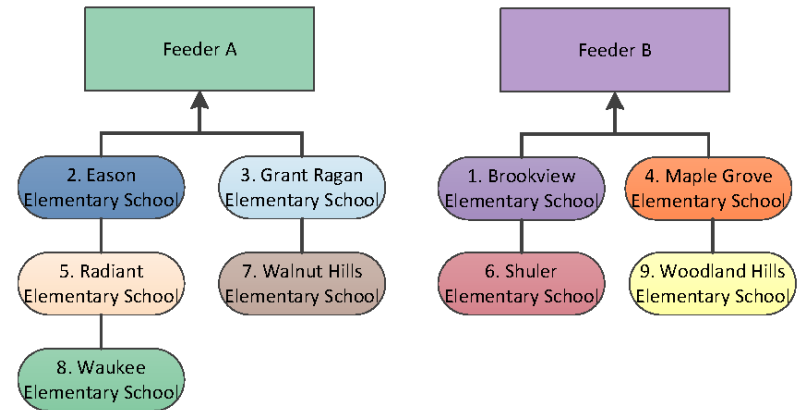 Feeder A
Feeder B
2. Eason
Elementary School
3. Grant Ragan
Elementary School
1. Brookview
Elementary School
4. Maple Grove
Elementary School
5. Radiant
Elementary School
7. Walnut Hills
Elementary School
6. Shuler
Elementary School
9. Woodland Hills
Elementary School
8. Waukee
Elementary School